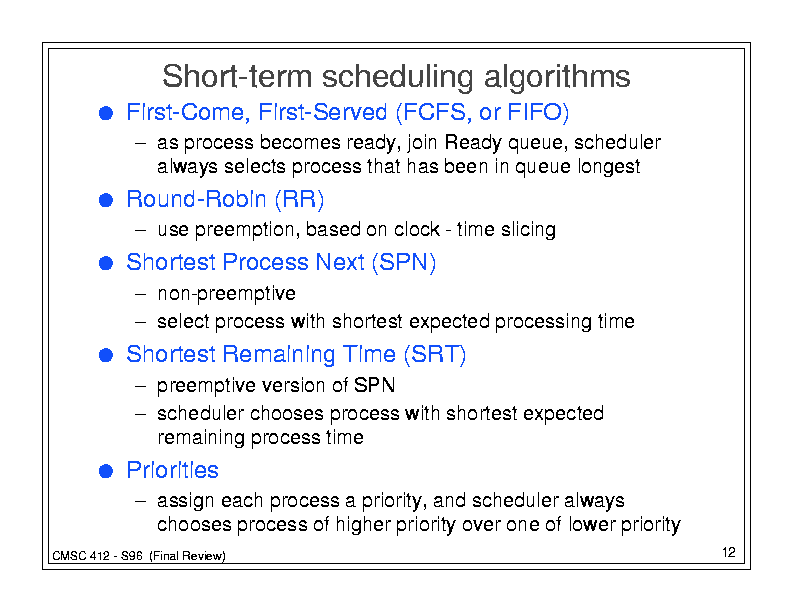 Short-term scheduling algorithms
● First-Come, First-Served (FCFS, or FIFO)
– as process becomes ready, join Ready queue, scheduler
always selects process that has been in queue longest
● Round-Robin (RR)
– use preemption, based on clock - time slicing
● Shortest Process Next (SPN)
– non-preemptive
– select process with shortest expected processing time
● Shortest Remaining Time (SRT)
– preemptive version of SPN
– scheduler chooses process with shortest expected
remaining process time
● Priorities
– assign each process a priority, and scheduler always
chooses process of higher priority over one of lower priority
CMSC 412 - S96 (Final Review)
12